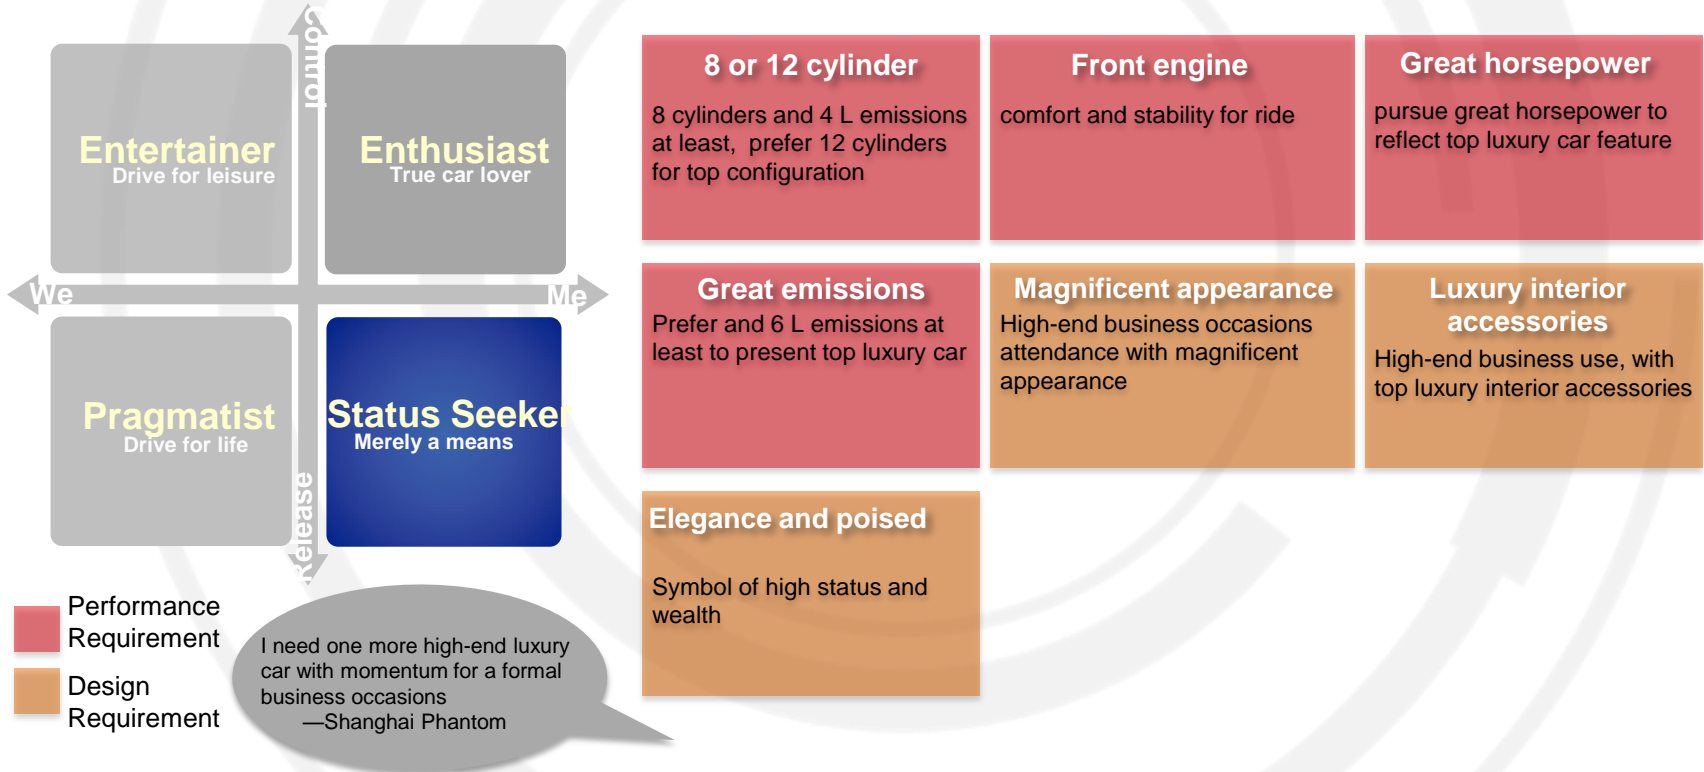 Control
Entertainer
Drive for leisure
Enthusiast
True car lover
We
Me
Pragmatist
Drive for life
Status Seeker
Merely a means
Release
Performance
Requirement
Design
Requirement
I need one more high-end luxury
car with momentum for a formal
business occasions
—Shanghai Phantom
8 or 12 cylinder
8 cylinders and 4 L emissions
at least, prefer 12 cylinders
for top configuration
Front engine
comfort and stability for ride
Great horsepower
pursue great horsepower to
reflect top luxury car feature
Great emissions
Prefer and 6 L emissions at
least to present top luxury car
Magnificent appearance
High-end business occasions
attendance with magnificent
appearance
Luxury interior
accessories
High-end business use, with
top luxury interior accessories
Elegance and poised
Symbol of high status and
wealth